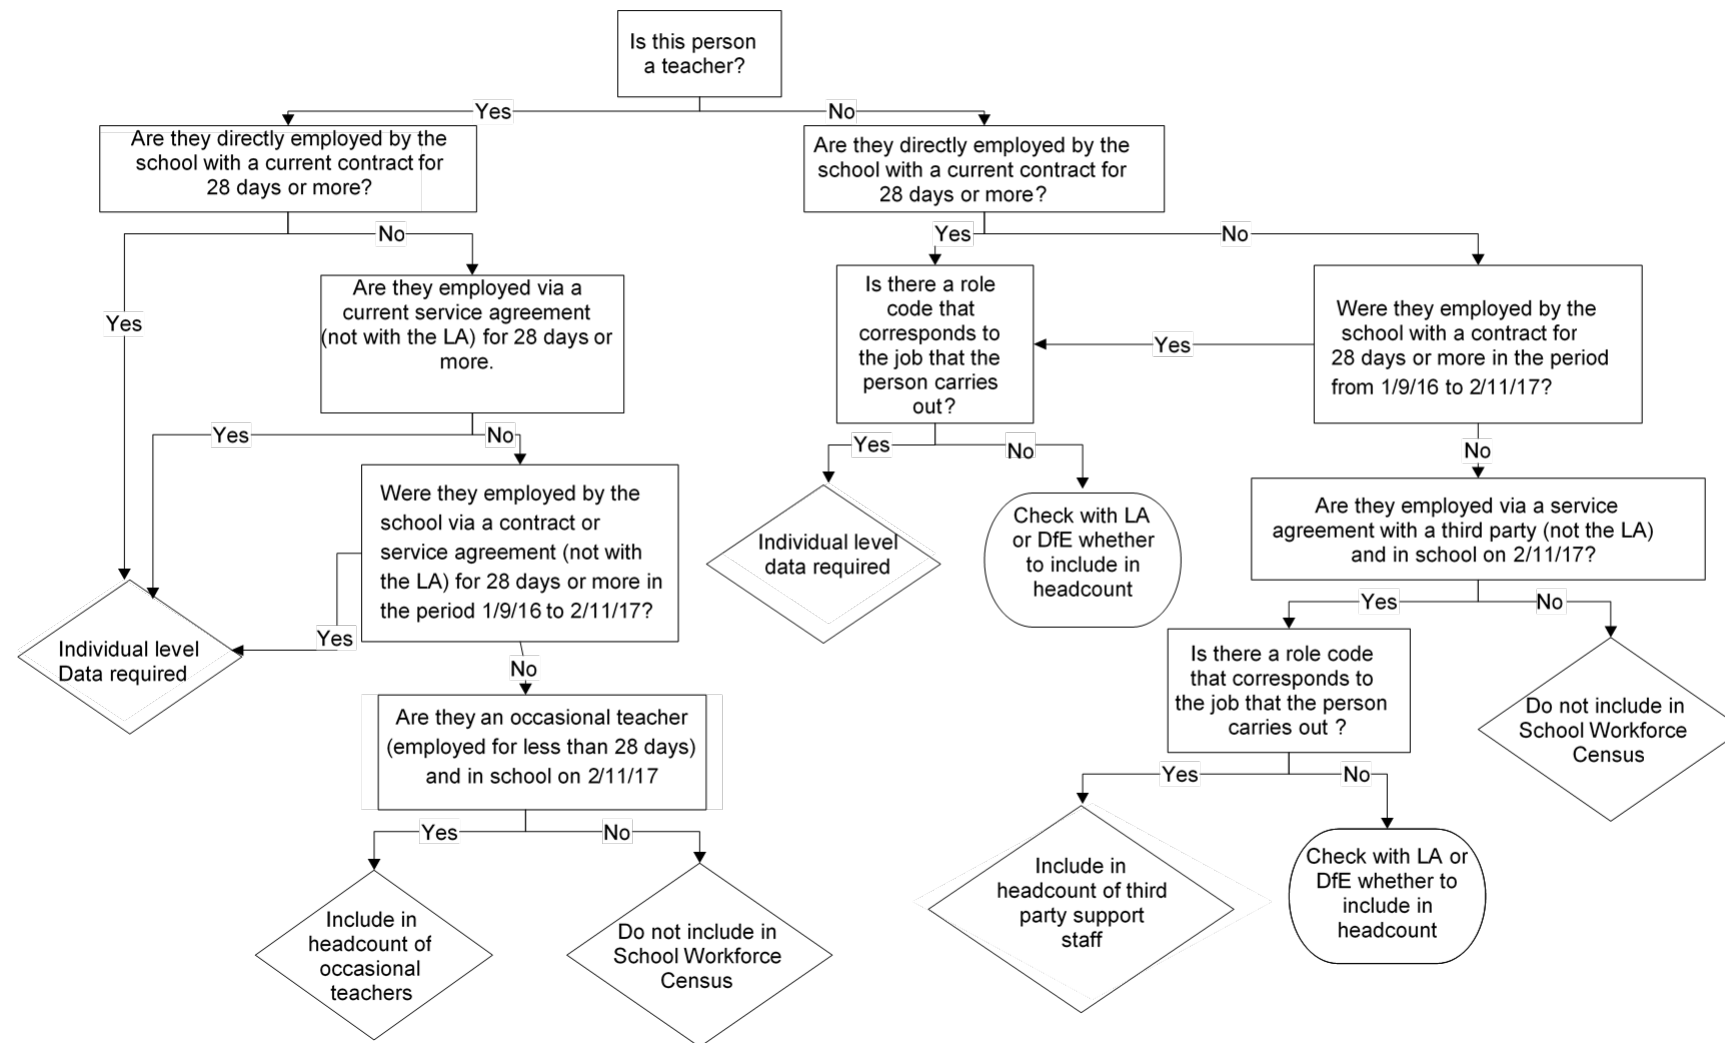 Is this person
a teacher?
Yes
No
Are they directly employed by the
school with a current contract for
28 days or more?
Are they directly employed by the
school with a current contract for
28 days or more?
No
Yes
No
Yes
Are they employed via a
current service agreement
(not with the LA) for 28 days or
more.
Is there a role
code that
corresponds to
the job that the
person carries
out?
Yes
Were they employed by the
school with a contract for
28 days or more in the period
from 1/9/16 to 2/11/17?
Yes
No
Yes
No
No
Were they employed by the
school via a contract or
service agreement (not with
the LA) for 28 days or more in
the period 1/9/16 to 2/11/17?
Yes
Individual level
data required
Check with LA
or DfE whether
to include in
headcount
Are they employed via a service
agreement with a third party (not the LA)
and in school on 2/11/17?
Yes
No
Individual level
Data required
No
Is there a role code
that corresponds to
the job that the person
carries out ?
Do not include in
School Workforce
Census
Are they an occasional teacher
(employed for less than 28 days)
and in school on 2/11/17
Yes
No
Yes
No
Include in
headcount of
occasional
teachers
Do not include in
School Workforce
Census
Include in
headcount of third
party support
staff
Check with LA or
DfE whether to
include in
headcount